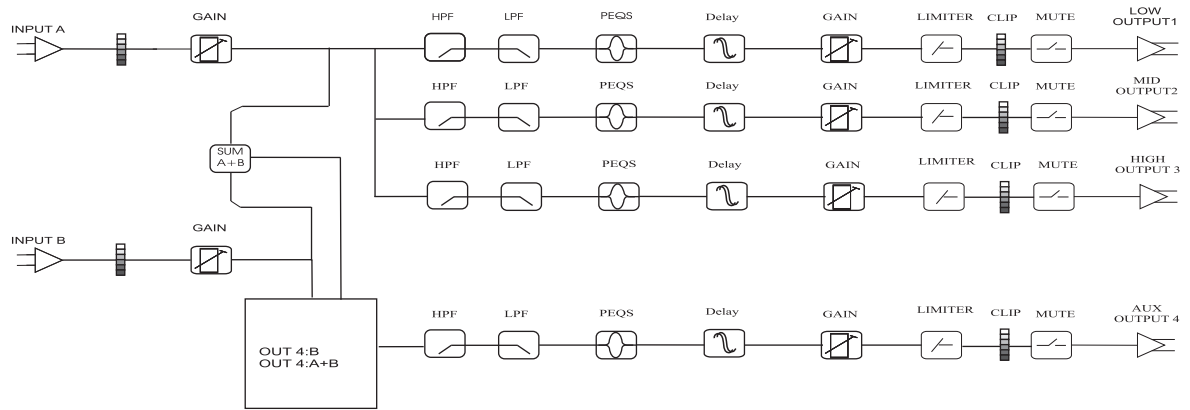 INPUT A
GAIN
HPF LPF PEQS Delay GAIN LIMITER CLIP MUTE LOW OUTPUT1
HPF LPF PEQS Delay GAIN LIMITER CLIP MUTE MID OUTPUT2
SUM
A+B
HPF LPF PEQS Delay GAIN LIMITER CLIP MUTE HIGH OUTPUT 3
INPUT B
GAIN
OUT 4:B
OUT 4:A+B
HPF LPF PEQS Delay GAIN LIMITER CLIP MUTE AUX OUTPUT 4